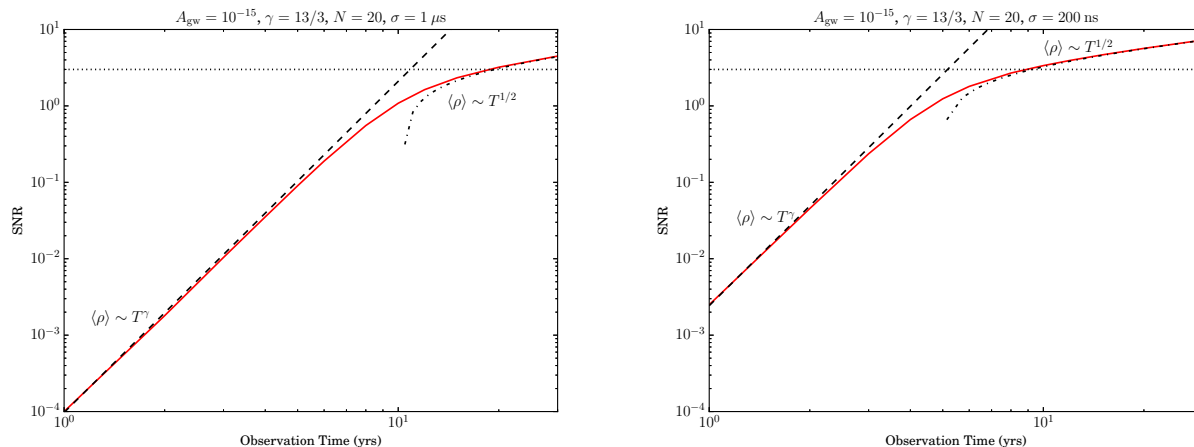 A_gw = 10^−15, γ = 13/3, N = 20, σ = 1 μs
10^1
10^0
10^−1
10^−2
10^−3
10^−4
SNR
⟨ρ⟩ ∼ T^1/2
⟨ρ⟩ ∼ T^γ
10^0
10^1
Observation Time (yrs)
A_gw = 10^−15, γ = 13/3, N = 20, σ = 200 ns
10^1
10^0
10^−1
10^−2
10^−3
10^−4
SNR
⟨ρ⟩ ∼ T^1/2
⟨ρ⟩ ∼ T^γ
10^0
10^1
Observation Time (yrs)